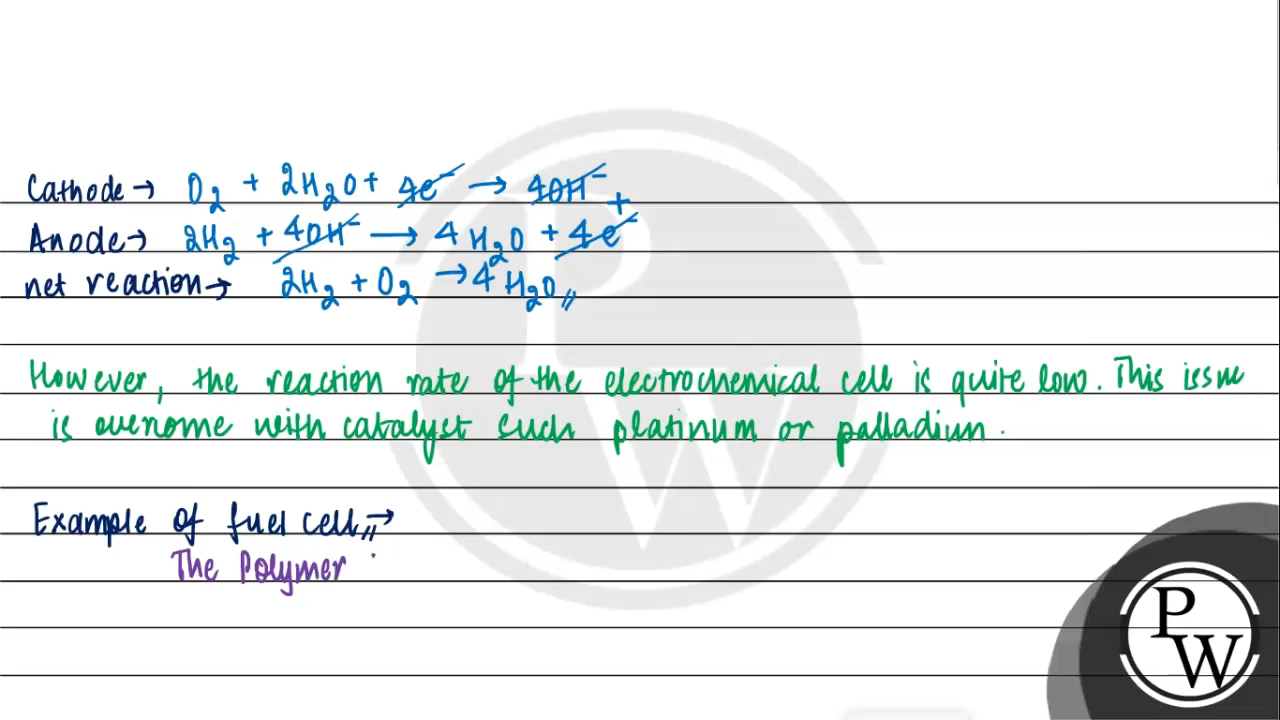 Cathode → O₂ + 2H₂O + 4e⁻ → 4OH⁻ +
Anode → 2H₂ + 4OH⁻ → 4H₂O + 4e⁻
net reaction → 2H₂ + O₂ → 4H₂O,,
However, the reaction rate of the electrochemical cell is quite low. This issue
is overnome with catalyst such platinum or palladium.
Example of fuel cell,, →
The Polymer
PW
PW